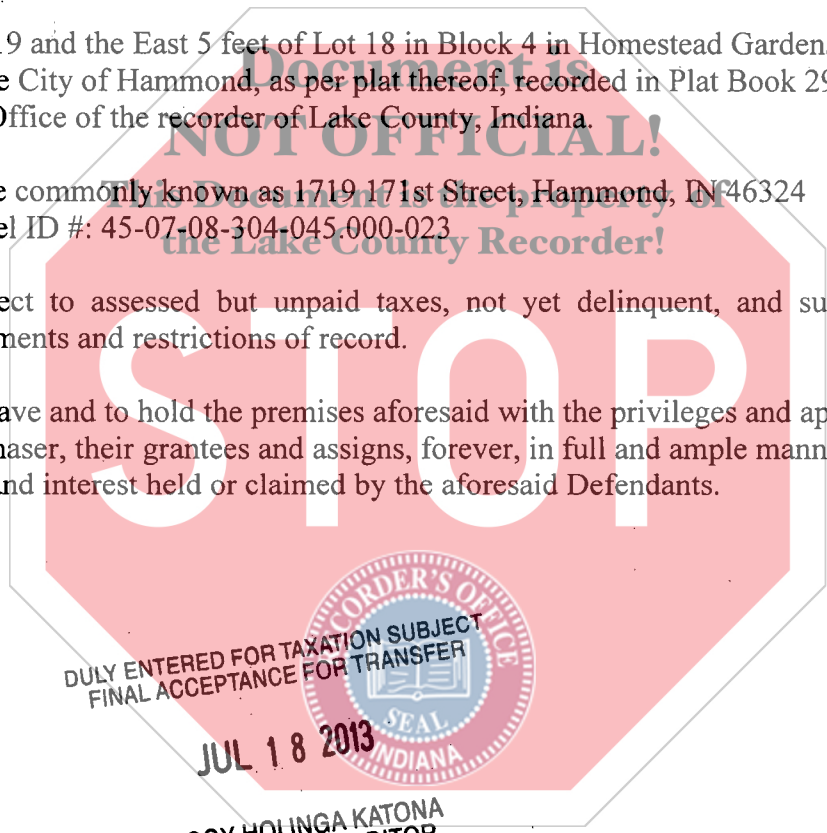 9 and the East 5 feet of Lot 18 in Block 4 in Homestead Garden
Document is
e City of Hammond, as per plat thereof, recorded in Plat Book 29
Office of the recorder of Lake County, Indiana.
NOT OFFICIAL!
e commonly known as 1719 171st Street, Hammond, IN 46324
This Document is the property of
el ID #: 45-07-08-304-045.000-023
the Lake County Recorder!
ect to assessed but unpaid taxes, not yet delinquent, and su
ments and restrictions of record.
STOP
ave and to hold the premises aforesaid with the privileges and ap
haser, their grantees and assigns, forever, in full and ample mann
nd interest held or claimed by the aforesaid Defendants.
RECORDER'S OFFICE
SEAL
INDIANA
DULY ENTERED FOR TAXATION SUBJECT
FINAL ACCEPTANCE FOR TRANSFER
JUL 18 2013
GGY HOLINGA KATONA